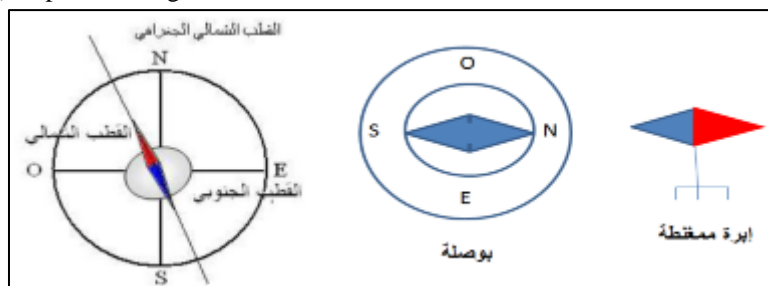 القطب الشمالي الجغرافي
N
القطب الشمالي
O
E
القطب الجنوبي
S
O
S
N
E
بوصلة
إبرة ممغنطة